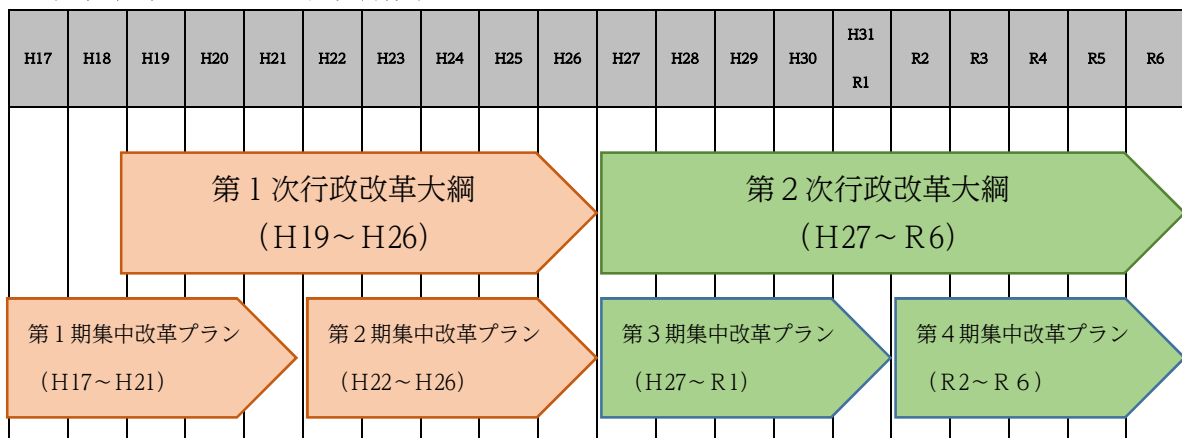 H17 H18 H19 H20 H21 H22 H23 H24 H25 H26 H27 H28 H29 H30 H31 R1 R2 R3 R4 R5 R6
第1次行政改革大綱
（H19～H26）
第2次行政改革大綱
（H27～R6）
第1期集中改革プラン
（H17～H21）
第2期集中改革プラン
（H22～H26）
第3期集中改革プラン
（H27～R1）
第4期集中改革プラン
（R2～R6）